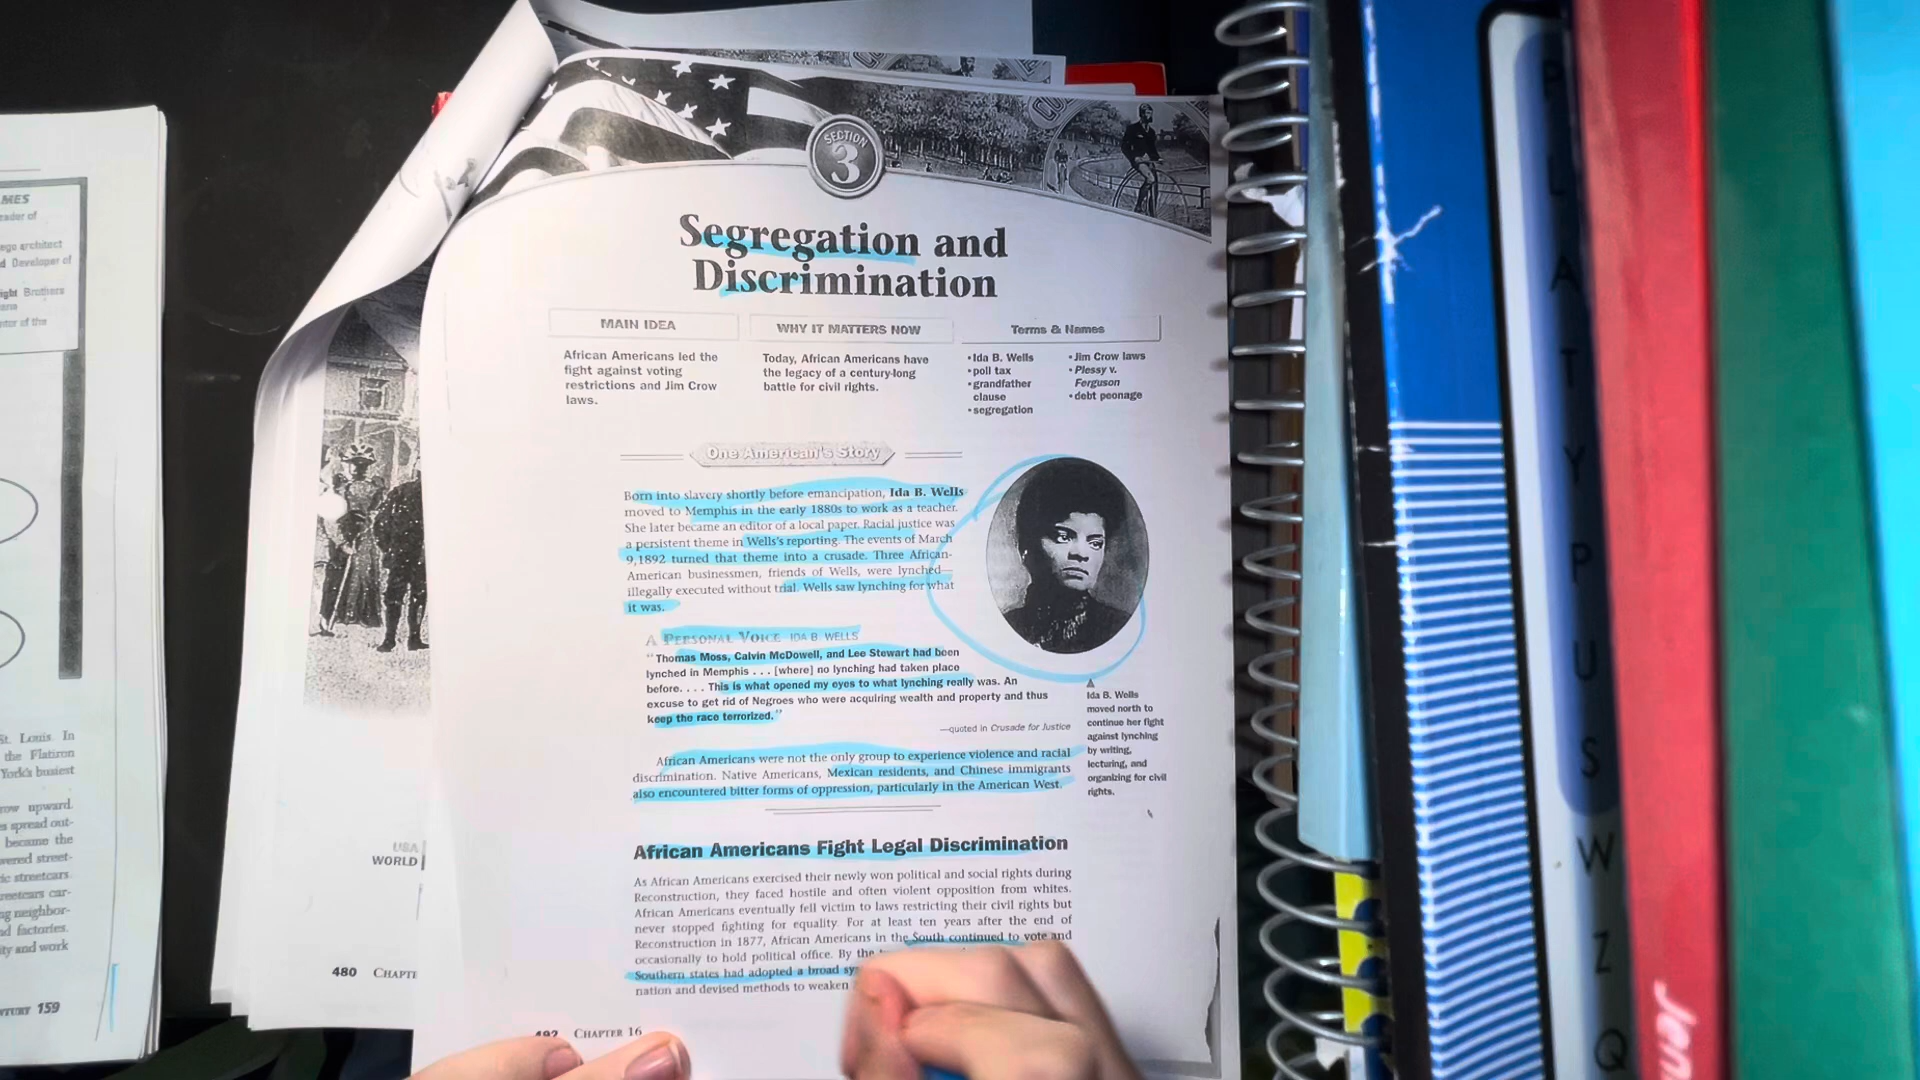 MES
eader of
ego architect
d Developer of
ight Brothers
ntor of the
St. Louis. In
the Flatiron
York's busiest
row upward.
es spread out-
became the
wered street-
ic streetcars.
reetcars car-
ng neighbor-
nd factories.
ity and work
NTURY 159
USA
WORLD
480 CHAPTE
SECTION
3
Segregation and
Discrimination
MAIN IDEA
African Americans led the
fight against voting
restrictions and Jim Crow
laws.
WHY IT MATTERS NOW
Today, African Americans have
the legacy of a century-long
battle for civil rights.
Terms & Names
•Ida B. Wells
•poll tax
•grandfather
clause
•segregation
•Jim Crow laws
•Plessy v.
Ferguson
•debt peonage
One American's Story
Born into slavery shortly before emancipation, Ida B. Wells
moved to Memphis in the early 1880s to work as a teacher.
She later became an editor of a local paper. Racial justice was
a persistent theme in Wells's reporting. The events of March
9,1892 turned that theme into a crusade. Three African-
American businessmen, friends of Wells, were lynched—
illegally executed without trial. Wells saw lynching for what
it was.
A PERSONAL VOICE IDA B. WELLS
“Thomas Moss, Calvin McDowell, and Lee Stewart had been
lynched in Memphis . . . [where] no lynching had taken place
before. . . . This is what opened my eyes to what lynching really was. An
excuse to get rid of Negroes who were acquiring wealth and property and thus
keep the race terrorized.”
—quoted in Crusade for Justice
African Americans were not the only group to experience violence and racial
discrimination. Native Americans, Mexican residents, and Chinese immigrants
also encountered bitter forms of oppression, particularly in the American West.
Ida B. Wells
moved north to
continue her fight
against lynching
by writing,
lecturing, and
organizing for civil
rights.
African Americans Fight Legal Discrimination
As African Americans exercised their newly won political and social rights during
Reconstruction, they faced hostile and often violent opposition from whites.
African Americans eventually fell victim to laws restricting their civil rights but
never stopped fighting for equality. For at least ten years after the end of
Reconstruction in 1877, African Americans in the South continued to vote and
occasionally to hold political office. By the
Southern states had adopted a broad sy
nation and devised methods to weaken
492 CHAPTER 16
PLATYPUS
W
Z
Q
Jen